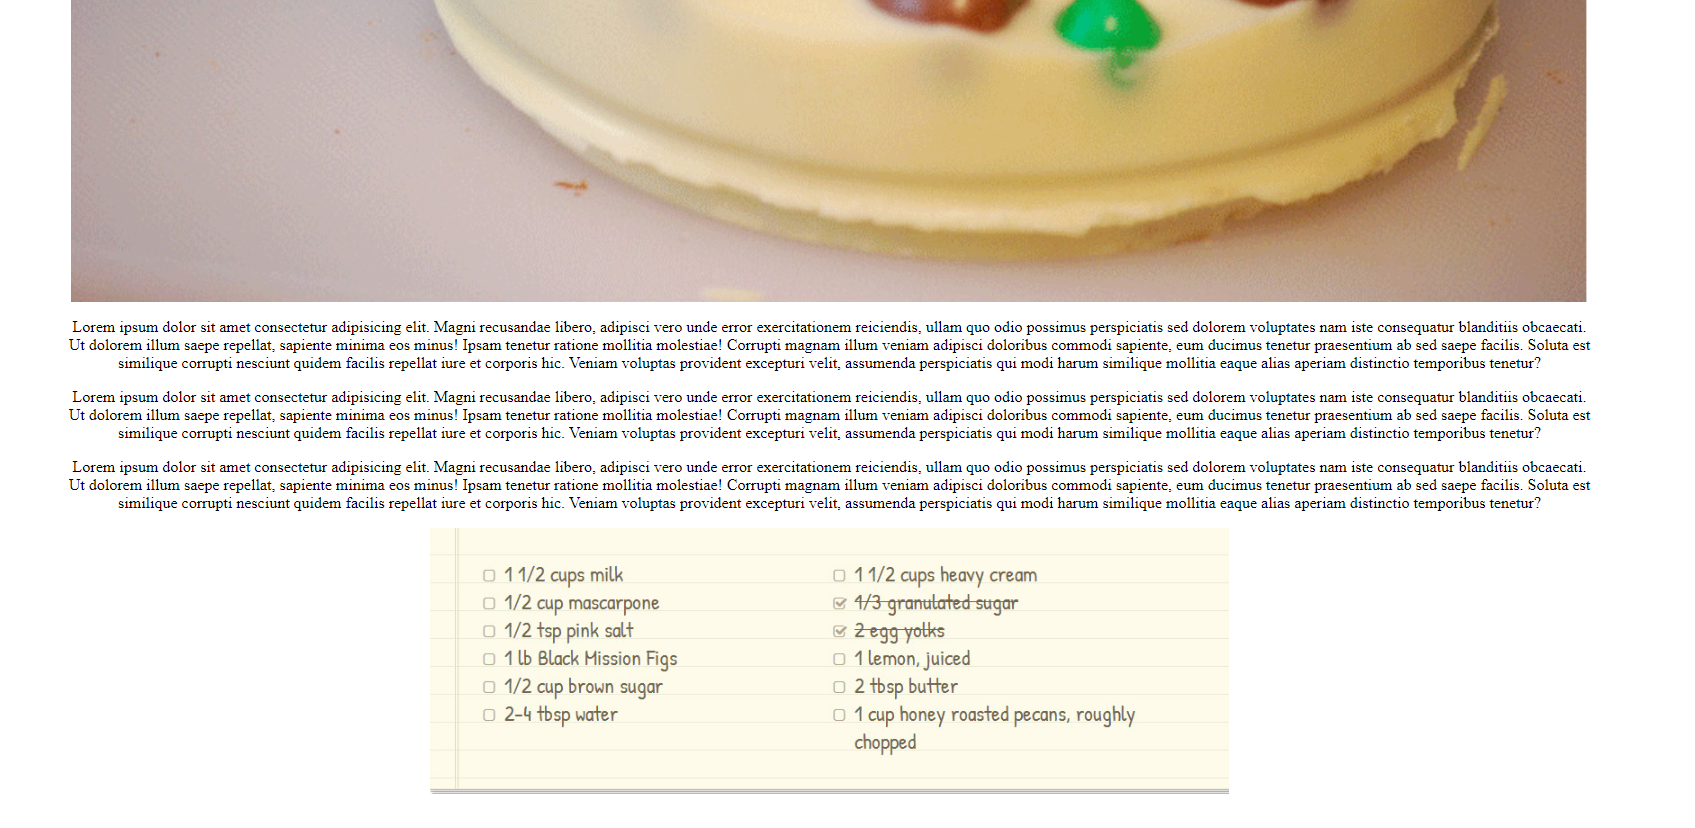 Lorem ipsum dolor sit amet consectetur adipisicing elit. Magni recusandae libero, adipisci vero unde error exercitationem reiciendis, ullam quo odio possimus perspiciatis sed dolorem voluptates nam iste consequatur blanditiis obcaecati.
Ut dolorem illum saepe repellat, sapiente minima eos minus! Ipsam tenetur ratione mollitia molestiae! Corrupti magnam illum veniam adipisci doloribus commodi sapiente, eum ducimus tenetur praesentium ab sed saepe facilis. Soluta est
similique corrupti nesciunt quidem facilis repellat iure et corporis hic. Veniam voluptas provident excepturi velit, assumenda perspiciatis qui modi harum similique mollitia eaque alias aperiam distinctio temporibus tenetur?
Lorem ipsum dolor sit amet consectetur adipisicing elit. Magni recusandae libero, adipisci vero unde error exercitationem reiciendis, ullam quo odio possimus perspiciatis sed dolorem voluptates nam iste consequatur blanditiis obcaecati.
Ut dolorem illum saepe repellat, sapiente minima eos minus! Ipsam tenetur ratione mollitia molestiae! Corrupti magnam illum veniam adipisci doloribus commodi sapiente, eum ducimus tenetur praesentium ab sed saepe facilis. Soluta est
similique corrupti nesciunt quidem facilis repellat iure et corporis hic. Veniam voluptas provident excepturi velit, assumenda perspiciatis qui modi harum similique mollitia eaque alias aperiam distinctio temporibus tenetur?
Lorem ipsum dolor sit amet consectetur adipisicing elit. Magni recusandae libero, adipisci vero unde error exercitationem reiciendis, ullam quo odio possimus perspiciatis sed dolorem voluptates nam iste consequatur blanditiis obcaecati.
Ut dolorem illum saepe repellat, sapiente minima eos minus! Ipsam tenetur ratione mollitia molestiae! Corrupti magnam illum veniam adipisci doloribus commodi sapiente, eum ducimus tenetur praesentium ab sed saepe facilis. Soluta est
similique corrupti nesciunt quidem facilis repellat iure et corporis hic. Veniam voluptas provident excepturi velit, assumenda perspiciatis qui modi harum similique mollitia eaque alias aperiam distinctio temporibus tenetur?
1 1/2 cups milk
1/2 cup mascarpone
1/2 tsp pink salt
1 lb Black Mission Figs
1/2 cup brown sugar
2-4 tbsp water
1 1/2 cups heavy cream
1/3 granulated sugar
2 egg yolks
1 lemon, juiced
2 tbsp butter
1 cup honey roasted pecans, roughly
chopped